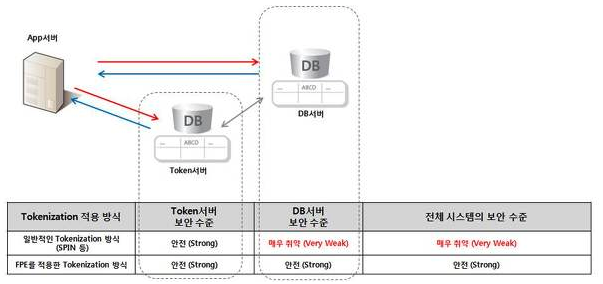 App서버
DB
... ABCD ...
DB서버
DB
... ABCD ...
Token서버
Tokenization 적용 방식
Token서버
보안 수준
DB서버
보안 수준
전체 시스템의 보안 수준
일반적인 Tokenization 방식
(SPIN 등)
안전 (Strong)
매우 취약 (Very Weak)
매우 취약 (Very Weak)
FPE를 적용한 Tokenization 방식
안전 (Strong)
안전 (Strong)
안전 (Strong)